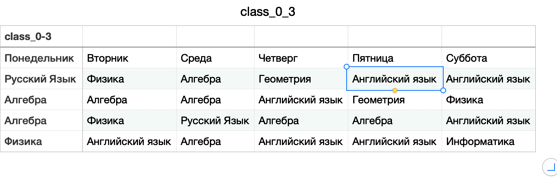 class_0_3
class_0-3
Понедельник Вторник Среда Четверг Пятница Суббота
Русский Язык Физика Алгебра Геометрия Английский язык Английский язык
Алгебра Алгебра Алгебра Английский язык Геометрия Физика
Алгебра Физика Русский Язык Алгебра Алгебра Английский язык
Физика Английский язык Алгебра Английский язык Английский язык Информатика